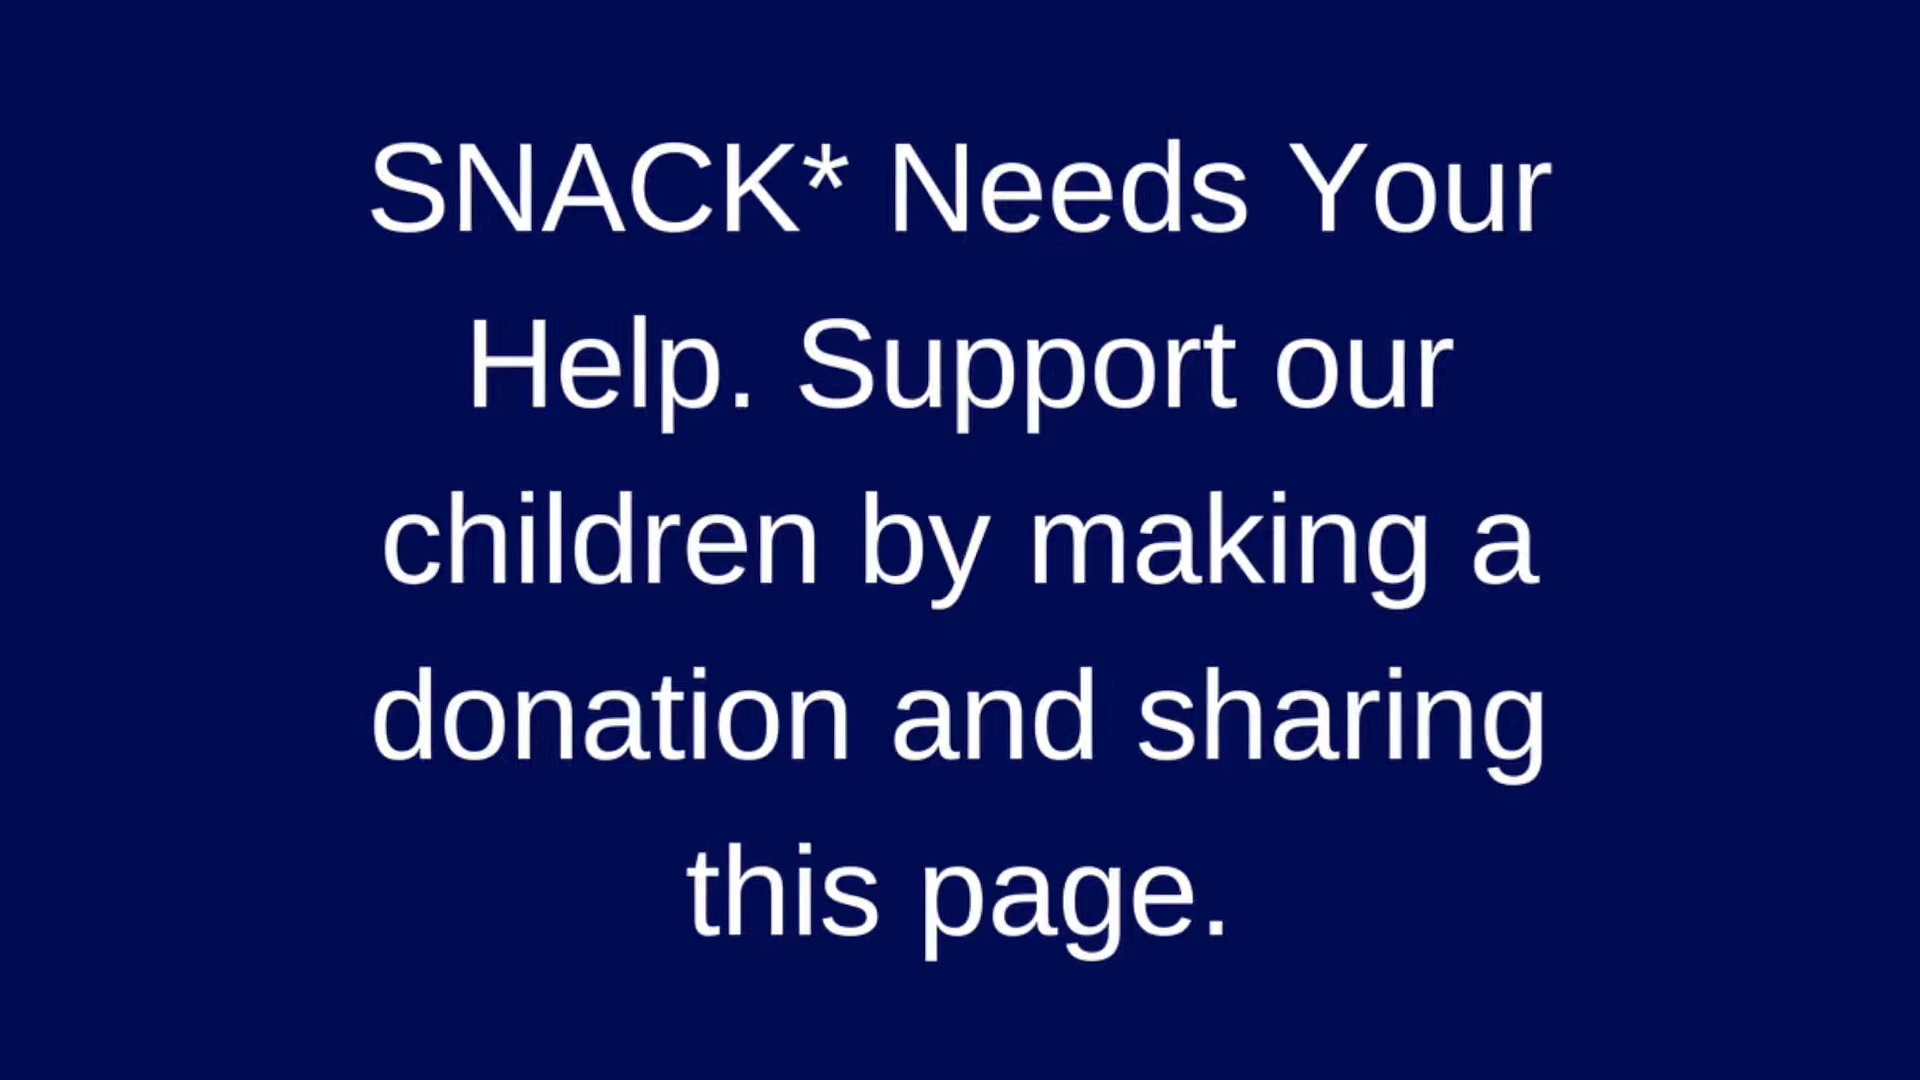 SNACK* Needs Your
Help. Support our
children by making a
donation and sharing
this page.